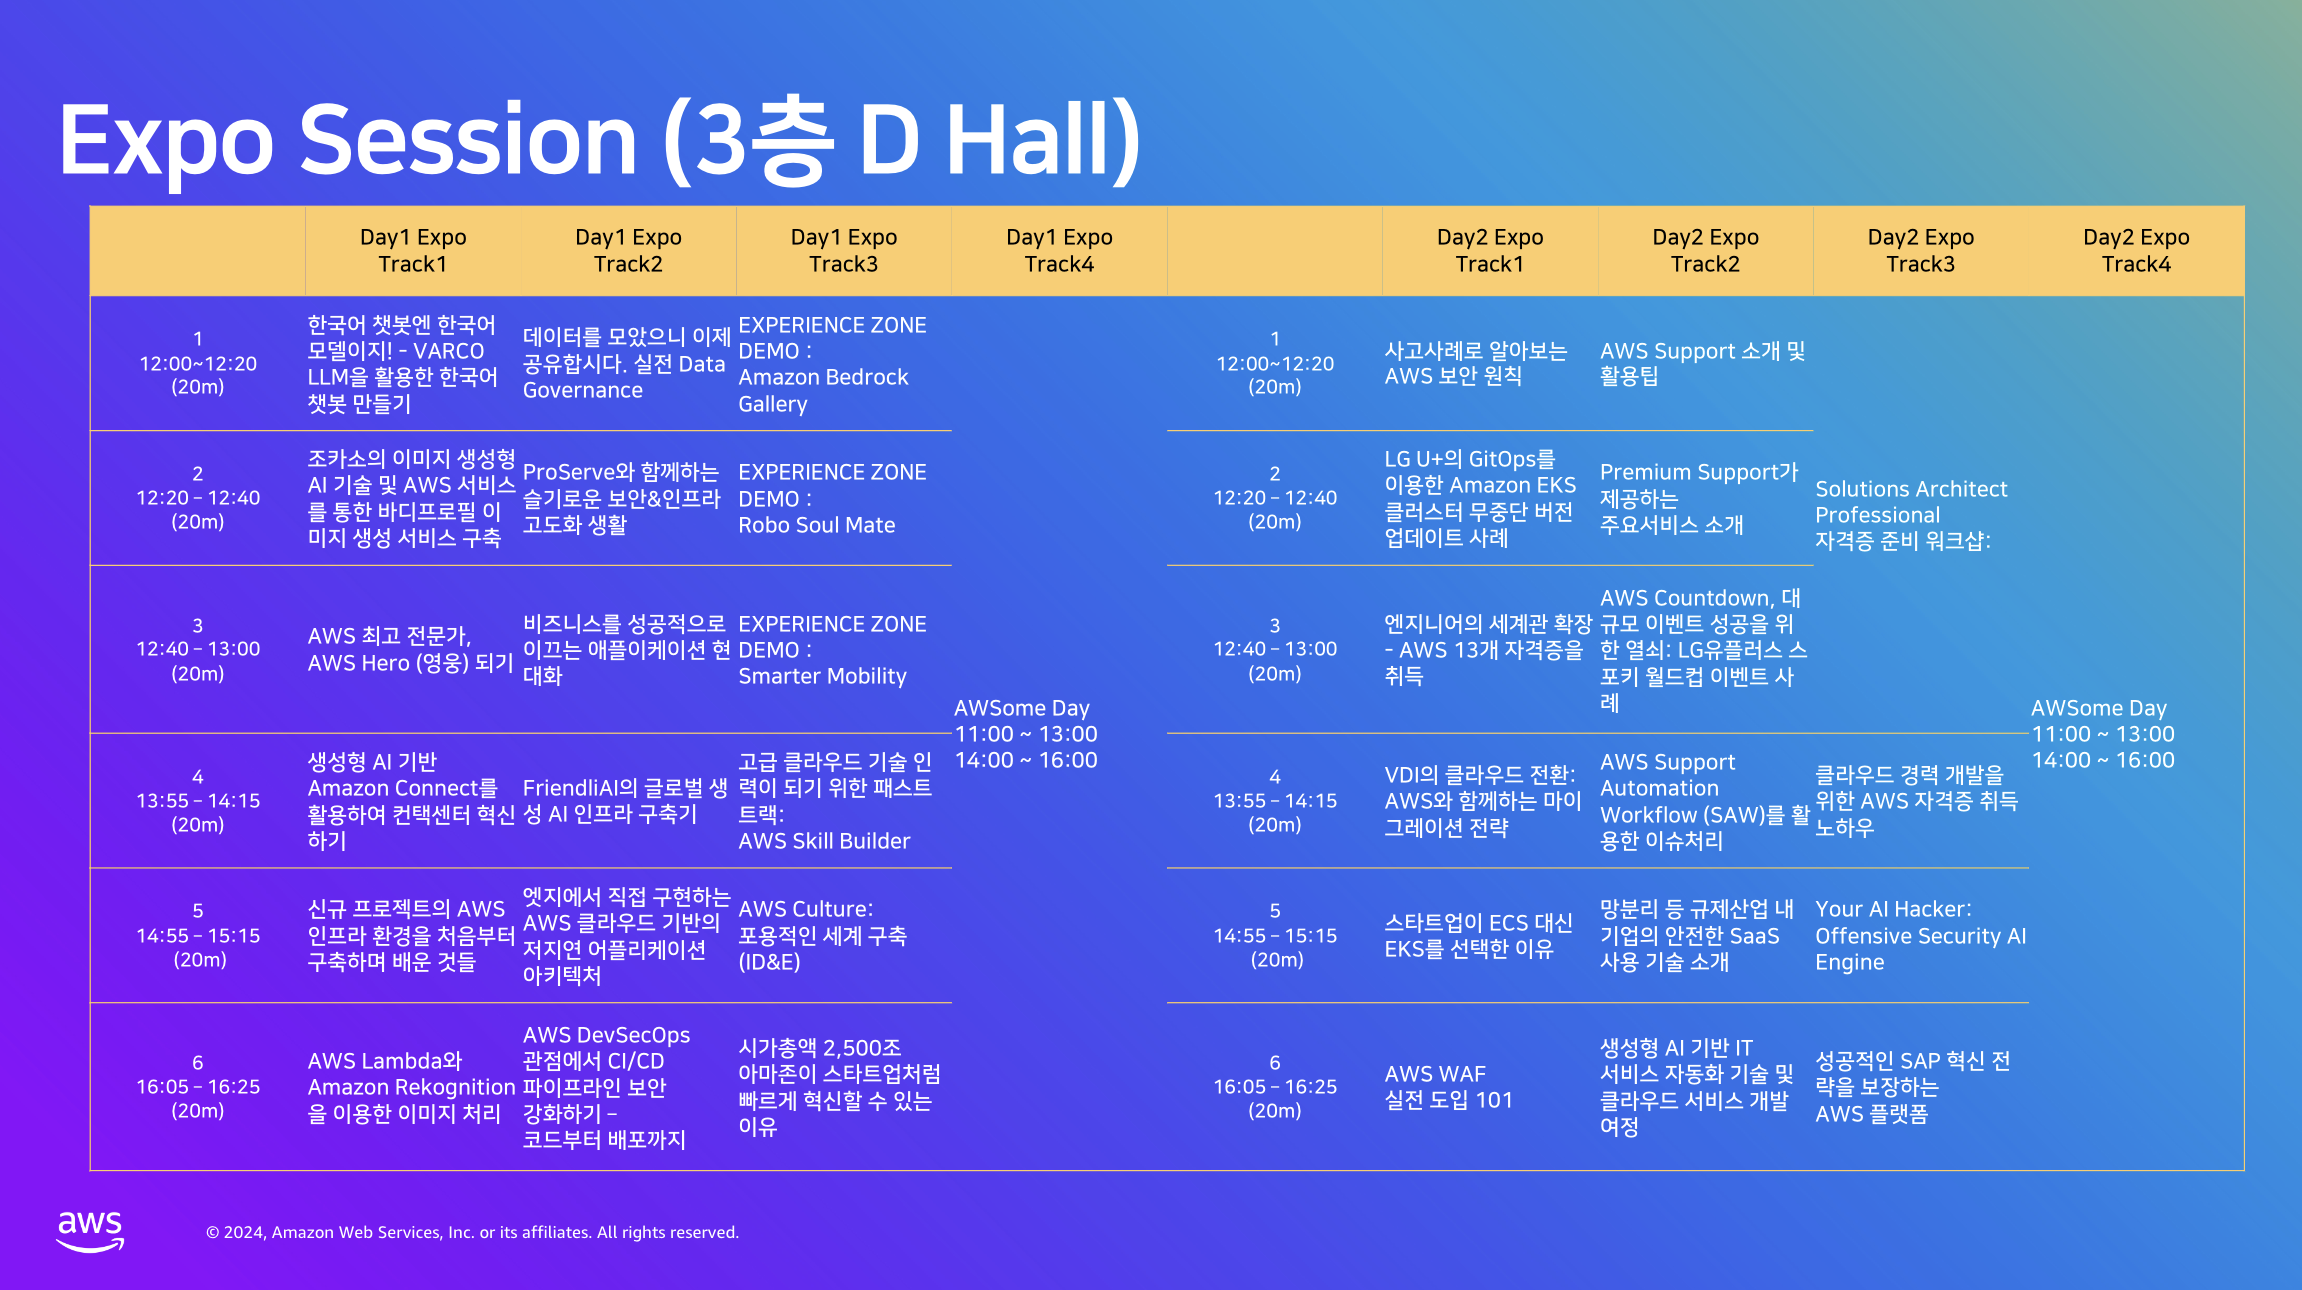 Expo Session (3층 D Hall)
Day1 Expo
Track1
Day1 Expo
Track2
Day1 Expo
Track3
Day1 Expo
Track4
Day2 Expo
Track1
Day2 Expo
Track2
Day2 Expo
Track3
Day2 Expo
Track4
1
12:00~12:20
(20m)
한국어 챗봇엔 한국어
모델이지! - VARCO
LLM을 활용한 한국어
챗봇 만들기
데이터를 모았으니 이제
공유합시다. 실전 Data
Governance
EXPERIENCE ZONE
DEMO :
Amazon Bedrock
Gallery
AWSome Day
11:00 ~ 13:00
14:00 ~ 16:00
1
12:00~12:20
(20m)
사고사례로 알아보는
AWS 보안 원칙
AWS Support 소개 및
활용팁
Solutions Architect
Professional
자격증 준비 워크샵:
AWSome Day
11:00 ~ 13:00
14:00 ~ 16:00
2
12:20 – 12:40
(20m)
조카소의 이미지 생성형
AI 기술 및 AWS 서비스
를 통한 바디프로필 이
미지 생성 서비스 구축
ProServe와 함께하는
슬기로운 보안&인프라
고도화 생활
EXPERIENCE ZONE
DEMO :
Robo Soul Mate
2
12:20 – 12:40
(20m)
LG U+의 GitOps를
이용한 Amazon EKS
클러스터 무중단 버전
업데이트 사례
Premium Support가
제공하는
주요서비스 소개
3
12:40 – 13:00
(20m)
AWS 최고 전문가,
AWS Hero (영웅) 되기
비즈니스를 성공적으로
이끄는 애플이케이션 현
대화
EXPERIENCE ZONE
DEMO :
Smarter Mobility
3
12:40 – 13:00
(20m)
엔지니어의 세계관 확장
- AWS 13개 자격증을
취득
AWS Countdown, 대
규모 이벤트 성공을 위
한 열쇠: LG유플러스 스
포키 월드컵 이벤트 사
례
4
13:55 – 14:15
(20m)
생성형 AI 기반
Amazon Connect를
활용하여 컨택센터 혁신
하기
FriendliAI의 글로벌 생
성 AI 인프라 구축기
고급 클라우드 기술 인
력이 되기 위한 패스트
트랙:
AWS Skill Builder
4
13:55 – 14:15
(20m)
VDI의 클라우드 전환:
AWS와 함께하는 마이
그레이션 전략
AWS Support
Automation
Workflow (SAW)를 활
용한 이슈처리
클라우드 경력 개발을
위한 AWS 자격증 취득
노하우
5
14:55 – 15:15
(20m)
신규 프로젝트의 AWS
인프라 환경을 처음부터
구축하며 배운 것들
엣지에서 직접 구현하는
AWS 클라우드 기반의
저지연 어플리케이션
아키텍처
AWS Culture:
포용적인 세계 구축
(ID&E)
5
14:55 – 15:15
(20m)
스타트업이 ECS 대신
EKS를 선택한 이유
망분리 등 규제산업 내
기업의 안전한 SaaS
사용 기술 소개
Your AI Hacker:
Offensive Security AI
Engine
6
16:05 – 16:25
(20m)
AWS Lambda와
Amazon Rekognition
을 이용한 이미지 처리
AWS DevSecOps
관점에서 CI/CD
파이프라인 보안
강화하기 –
코드부터 배포까지
시가총액 2,500조
아마존이 스타트업처럼
빠르게 혁신할 수 있는
이유
6
16:05 – 16:25
(20m)
AWS WAF
실전 도입 101
생성형 AI 기반 IT
서비스 자동화 기술 및
클라우드 서비스 개발
여정
성공적인 SAP 혁신 전
략을 보장하는
AWS 플랫폼
aws
© 2024, Amazon Web Services, Inc. or its affiliates. All rights reserved.